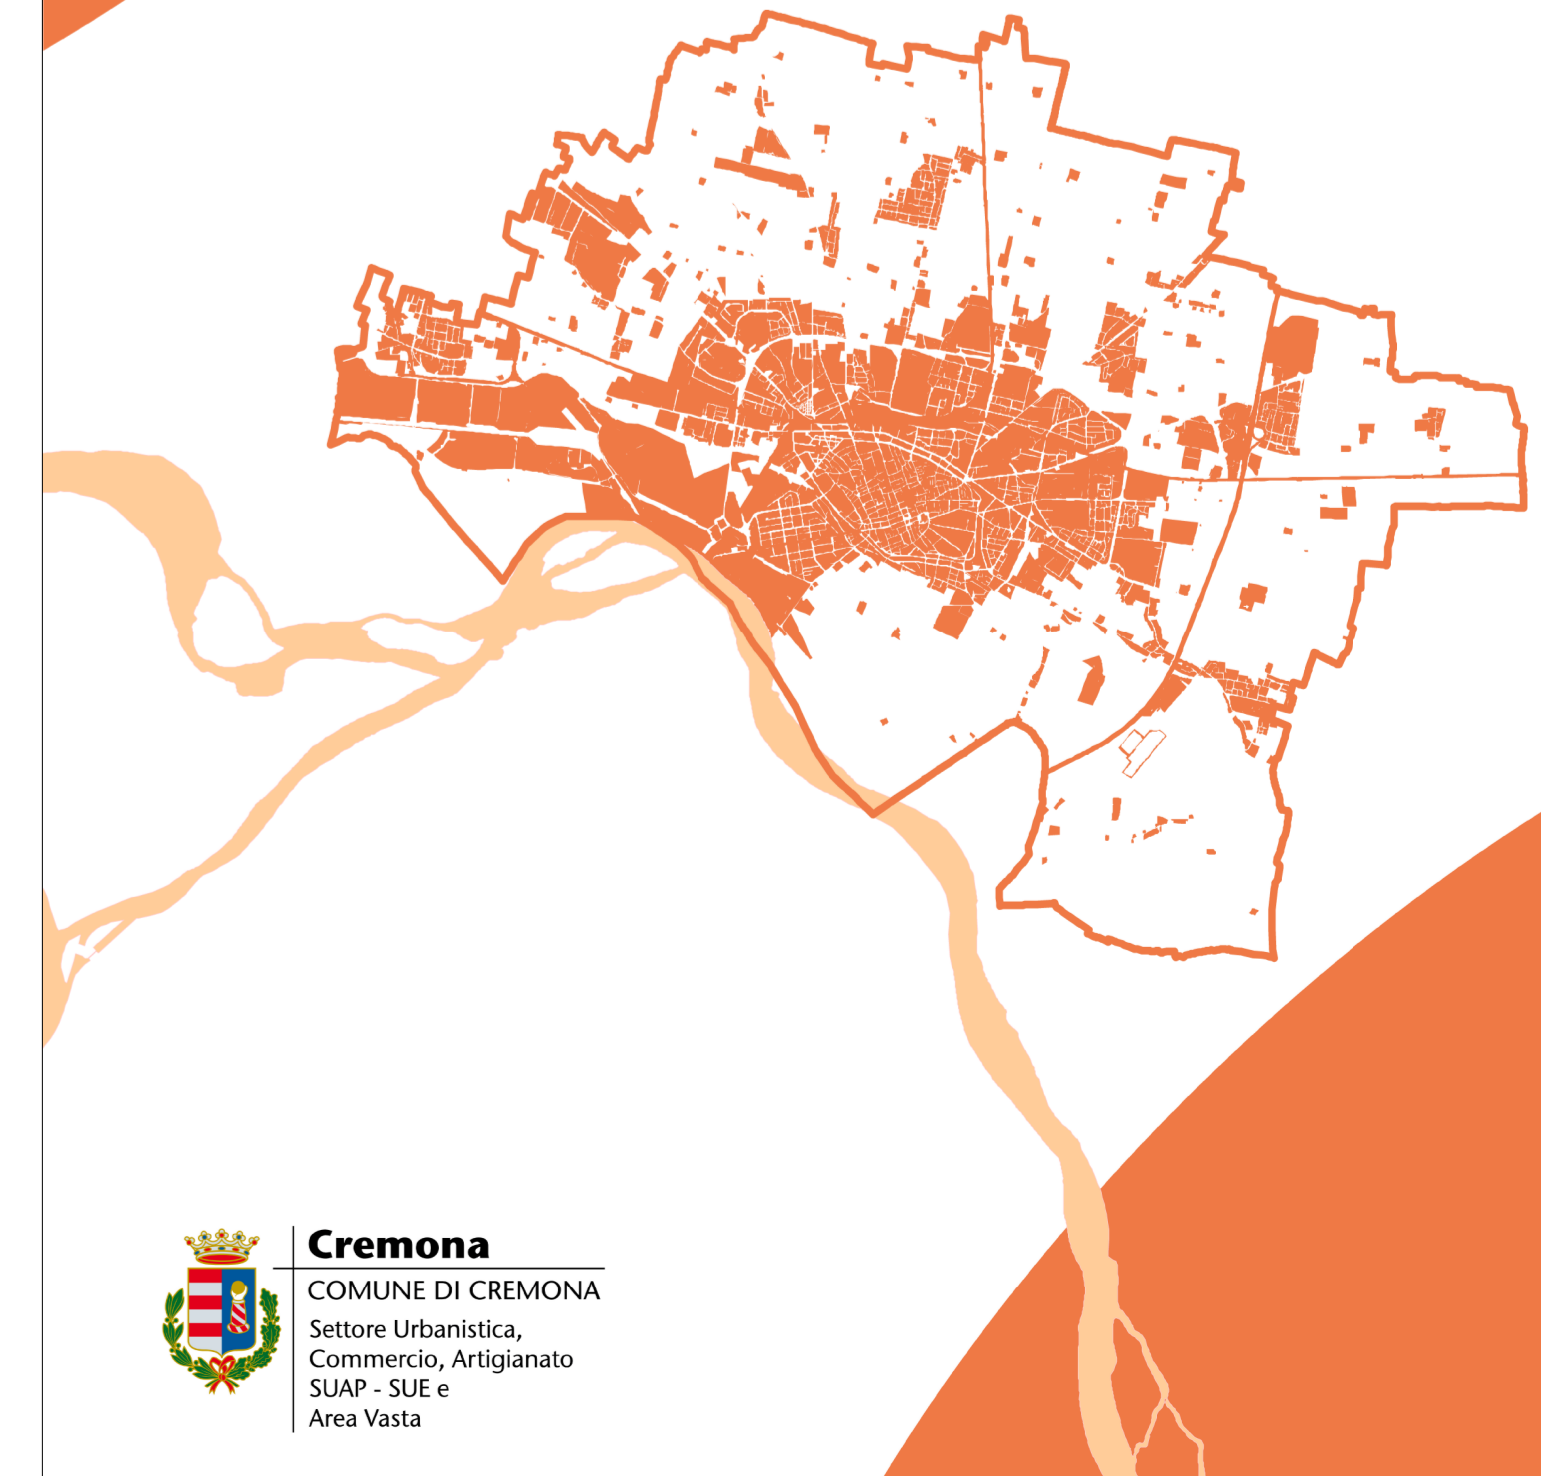 Cremona
COMUNE DI CREMONA
Settore Urbanistica,
Commercio, Artigianato
SUAP - SUE e
Area Vasta